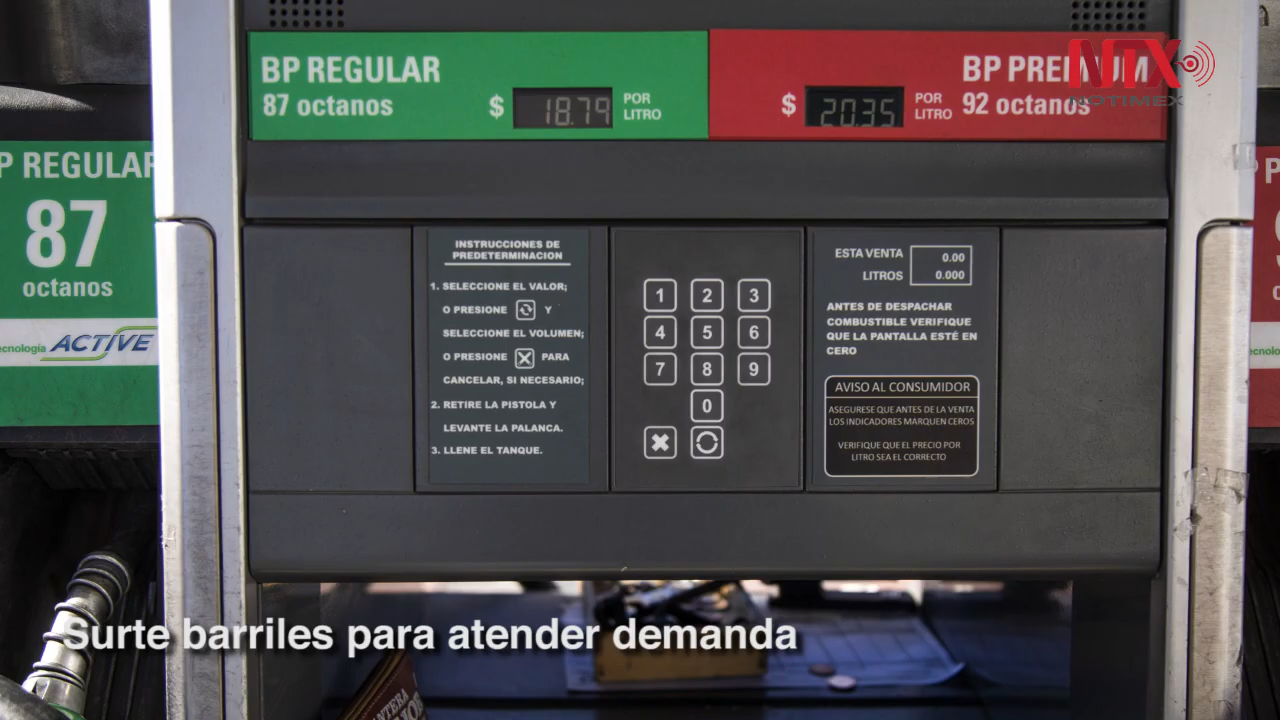 BP REGULAR
87 octanos
$ 18.79 POR LITRO
BP PREMIUM
$ 20.35 POR LITRO
92 octanos
NTX
NOTIMEX
P REGULAR
87
octanos
ecnología ACTIVE
INSTRUCCIONES DE
PREDETERMINACION
1. SELECCIONE EL VALOR;
O PRESIONE Y
SELECCIONE EL VOLUMEN;
O PRESIONE PARA
CANCELAR, SI NECESARIO;
2. RETIRE LA PISTOLA Y
LEVANTE LA PALANCA.
3. LLENE EL TANQUE.
1 2 3
4 5 6
7 8 9
0
ESTA VENTA 0.00
LITROS 0.000
ANTES DE DESPACHAR
COMBUSTIBLE VERIFIQUE
QUE LA PANTALLA ESTÉ EN
CERO
AVISO AL CONSUMIDOR
ASEGURESE QUE ANTES DE LA VENTA
LOS INDICADORES MARQUEN CEROS
VERIFIQUE QUE EL PRECIO POR
LITRO SEA EL CORRECTO
Surte barriles para atender demanda